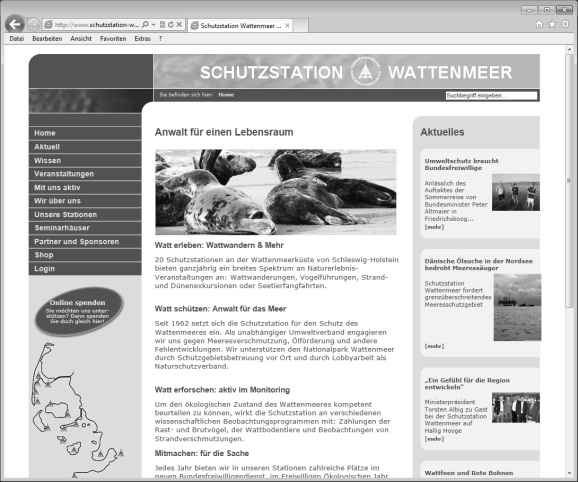 http://www.schutzstation-w...
Schutzstation Wattenmeer ...
Datei Bearbeiten Ansicht Favoriten Extras ?
SCHUTZSTATION WATTENMEER
Sie befinden sich hier: Home
Suchbegriff eingeben...
Home
Aktuell
Wissen
Veranstaltungen
Mit uns aktiv
Wir über uns
Unsere Stationen
Seminarhäuser
Partner und Sponsoren
Shop
Login
Online spenden
Sie möchten uns unter-
stützen? Dann spenden
Sie doch gleich hier!
Anwalt für einen Lebensraum
Watt erleben: Wattwandern & Mehr
20 Schutzstationen an der Wattenmeerküste von Schleswig-Holstein
bieten ganzjährig ein breites Spektrum an Naturerlebnis-
Veranstaltungen an: Wattwanderungen, Vogelführungen, Strand-
und Dünenexkursionen oder Seetierfangfahrten.
Watt schützen: Anwalt für das Meer
Seit 1962 setzt sich die Schutzstation für den Schutz des
Wattenmeeres ein. Als unabhängiger Umweltverband engagieren
wir uns gegen Meeresverschmutzung, Ölförderung und andere
Fehlentwicklungen. Wir unterstützen den Nationalpark Wattenmeer
durch Schutzgebietsbetreuung vor Ort und durch Lobbyarbeit als
Naturschutzverband.
Watt erforschen: aktiv im Monitoring
Um den ökologischen Zustand des Wattenmeeres kompetent
beurteilen zu können, wirkt die Schutzstation an verschiedenen
wissenschaftlichen Beobachtungsprogrammen mit: Zählungen der
Rast- und Brutvögel, der Wattbodentiere und Beobachtungen von
Strandverschmutzungen.
Mitmachen: für die Sache
Jedes Jahr bieten wir in unseren Stationen zahlreiche Plätze im
neuen Bundesfreiwilligendienst, im Freiwilligen Ökologischen Jahr
Aktuelles
Umweltschutz braucht
Bundesfreiwillige
Anlässlich des
Auftaktes der
Sommerreise von
Bundesminister Peter
Altmaier in
Friedrichskoog...
[mehr]
Dänische Ölsuche in der Nordsee
bedroht Meeressäuger
Schutzstation
Wattenmeer fordert
grenzüberschreitendes
Meeresschutzgebiet
[mehr]
„Ein Gefühl für die Region
entwickeln"
Ministerpräsident
Torsten Albig zu Gast
bei der Schutzstation
Wattenmeer auf
Hallig Hooge
[mehr]
Wattfeen und Rote Bohnen